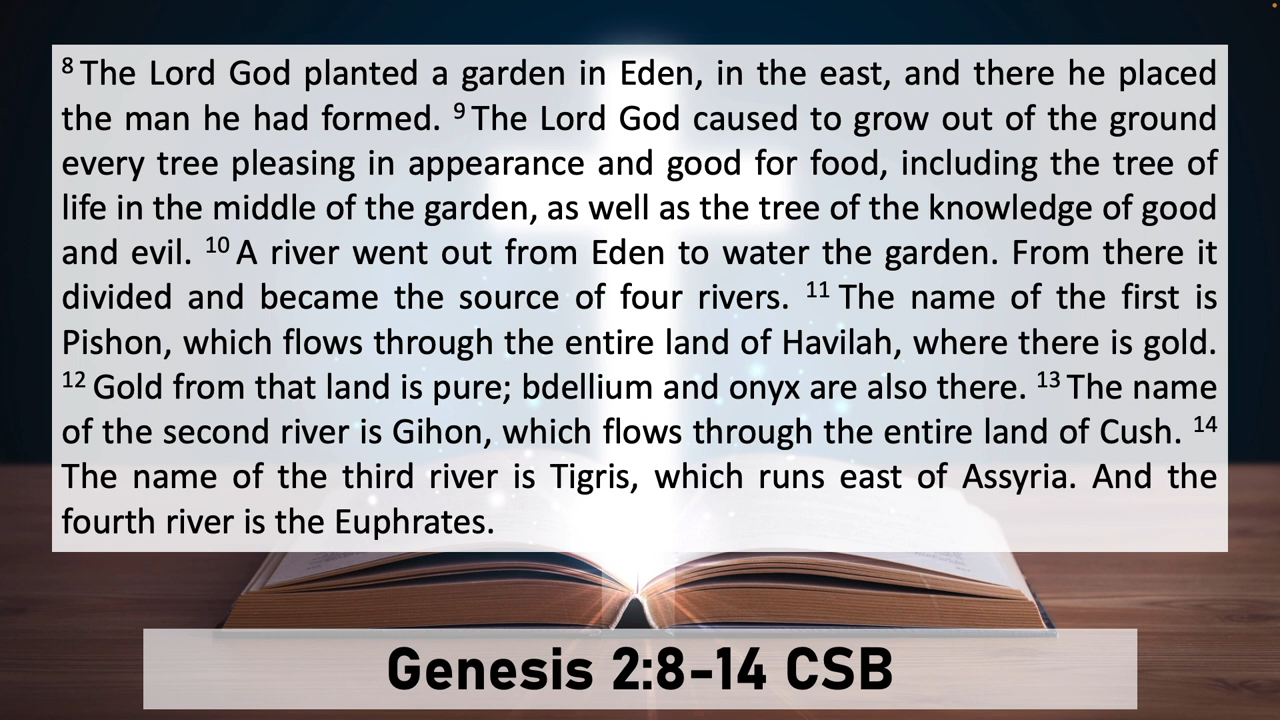 ⁸ The Lord God planted a garden in Eden, in the east, and there he placed
the man he had formed. ⁹ The Lord God caused to grow out of the ground
every tree pleasing in appearance and good for food, including the tree of
life in the middle of the garden, as well as the tree of the knowledge of good
and evil. ¹⁰ A river went out from Eden to water the garden. From there it
divided and became the source of four rivers. ¹¹ The name of the first is
Pishon, which flows through the entire land of Havilah, where there is gold.
¹² Gold from that land is pure; bdellium and onyx are also there. ¹³ The name
of the second river is Gihon, which flows through the entire land of Cush. ¹⁴
The name of the third river is Tigris, which runs east of Assyria. And the
fourth river is the Euphrates.
Genesis 2:8-14 CSB